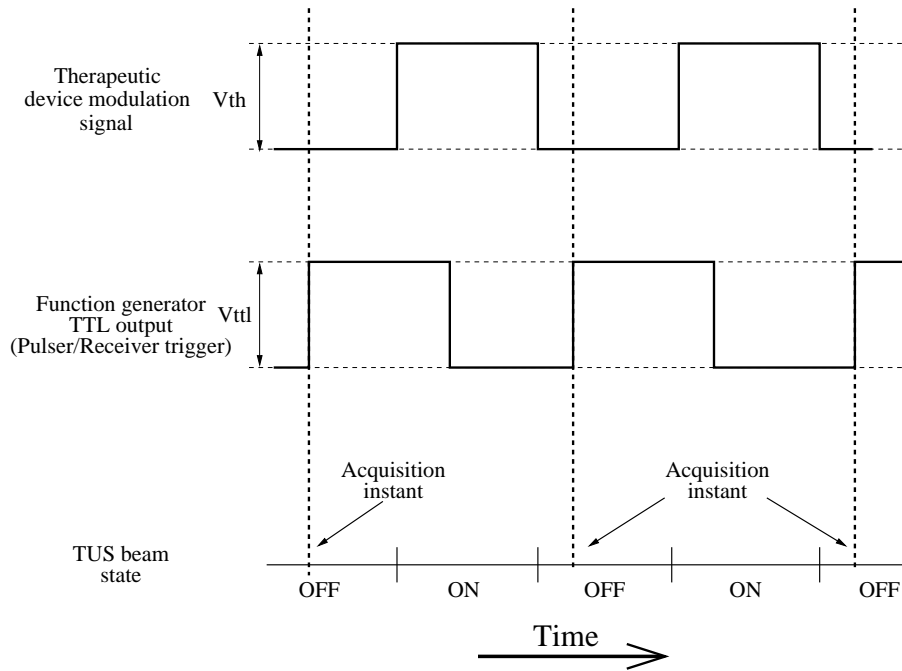 Therapeutic
device modulation
signal
Vth
Function generator
TTL output
(Pulser/Receiver trigger)
Vttl
Acquisition
instant
Acquisition
instant
TUS beam
state
OFF
ON
OFF
ON
OFF
Time